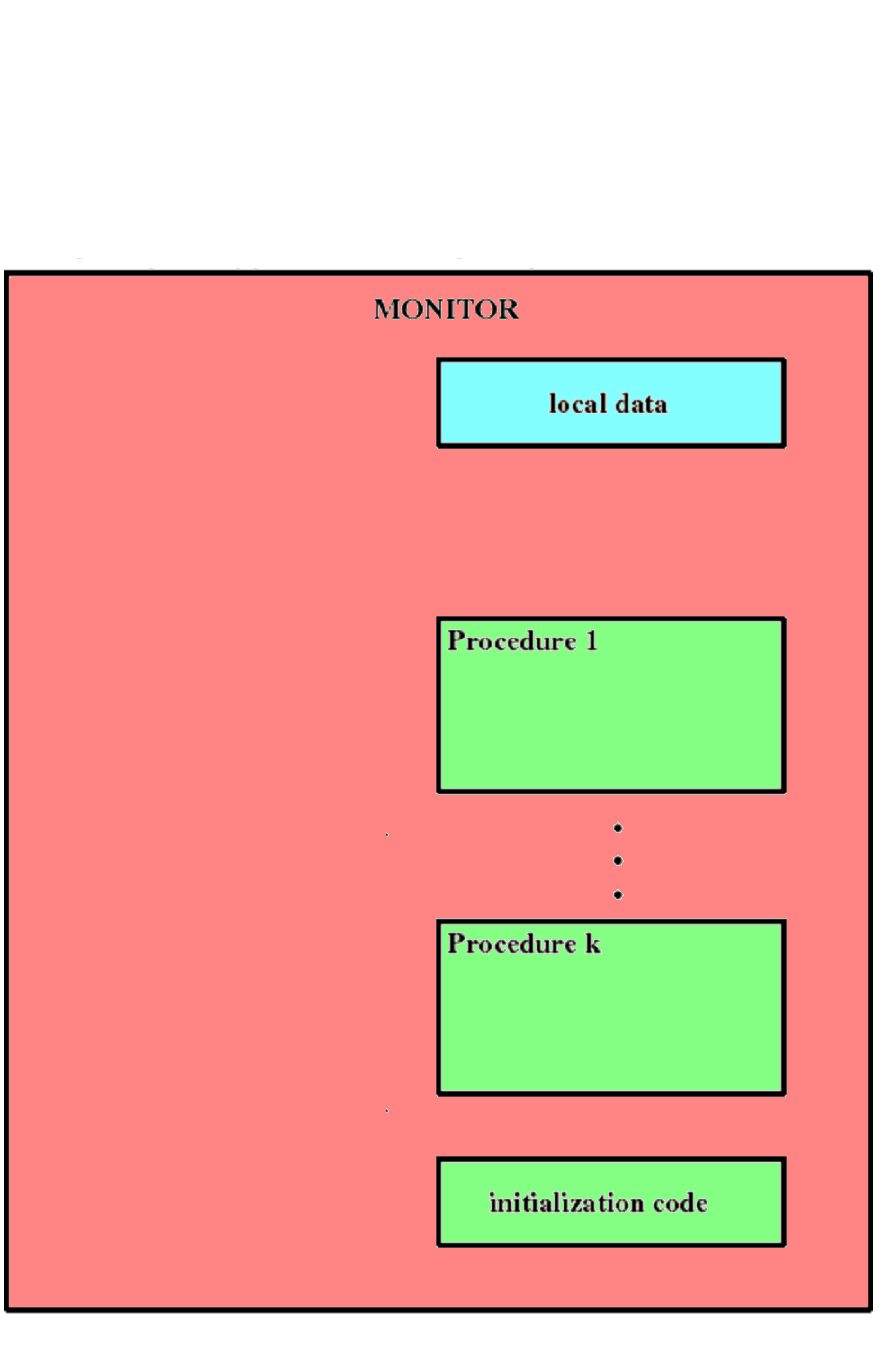 MONITOR
local data
Procedure 1
Procedure k
initialization code